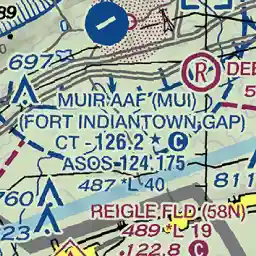 89
697
R DEE
MUIR AAF (MUI)
(FORT INDIANTOWN GAP)
CT - 126.2 * C
ASOS 124.175
487 *L 40
760
811
REIGLE FLD (58N)
23
489 *L 19
122.8 C